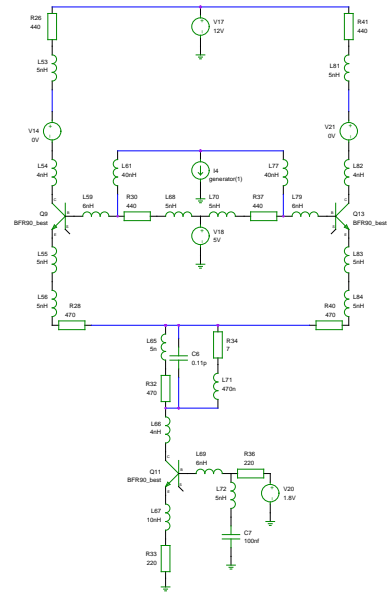 R26
440
V17
12V
R41
440
L53
5nH
L81
5nH
V14
0V
V21
0V
L54
4nH
L61
40nH
I4
generator(1)
L77
40nH
L82
4nH
C
C
Q9
BFR90_best
B
E
L59
6nH
R30
440
L68
5nH
L70
5nH
R37
440
L79
6nH
B
E
Q13
BFR90_best
V18
5V
L55
5nH
L83
5nH
L56
5nH
L84
5nH
R28
470
R40
470
L65
5n
C6
0.11p
R34
7
R32
470
L71
470n
L66
4nH
C
Q11
BFR90_best
B
E
L69
6nH
R36
220
L72
5nH
V20
1.8V
L67
10nH
C7
100nf
R33
220